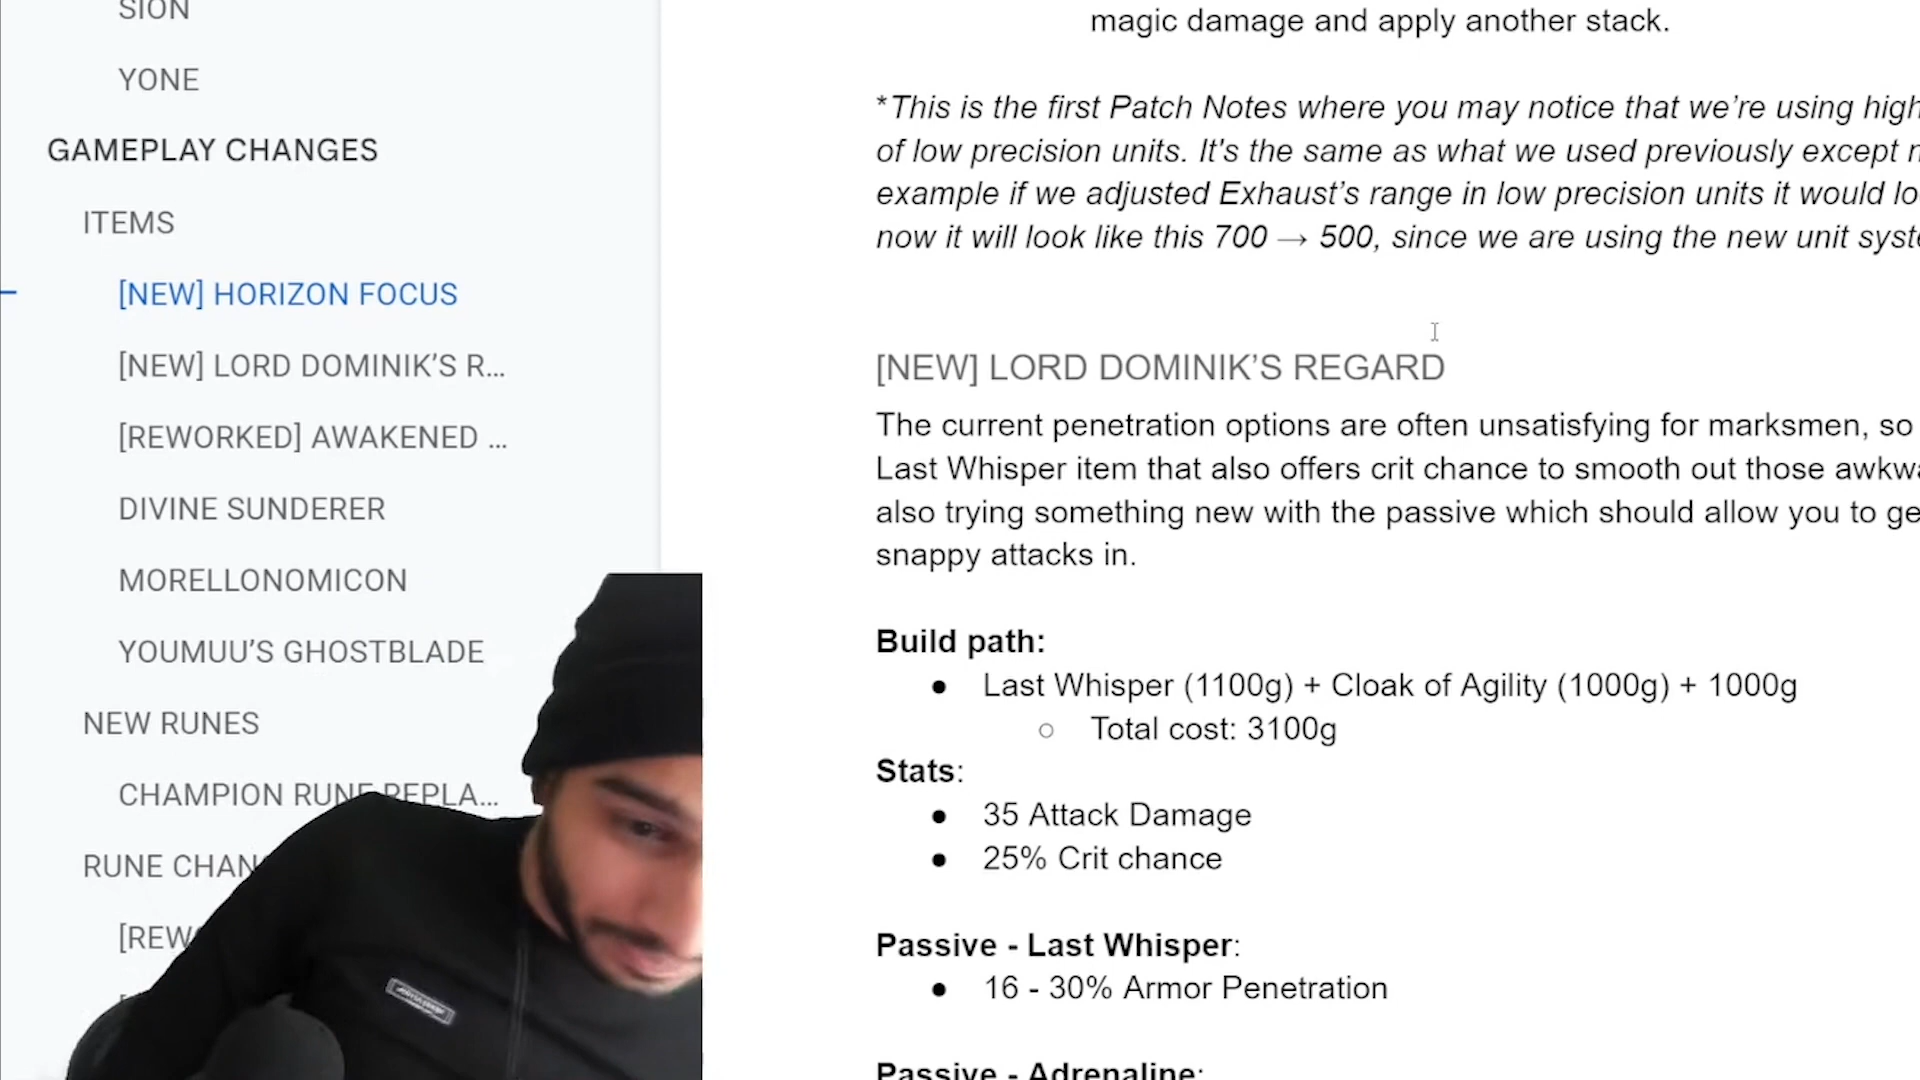 SION
YONE
GAMEPLAY CHANGES
ITEMS
[NEW] HORIZON FOCUS
[NEW] LORD DOMINIK'S R...
[REWORKED] AWAKENED ...
DIVINE SUNDERER
MORELLONOMICON
YOUMUU'S GHOSTBLADE
NEW RUNES
CHAMPION RUNE REPLA...
RUNE CHAN
[REW
magic damage and apply another stack.
*This is the first Patch Notes where you may notice that we're using high
of low precision units. It's the same as what we used previously except
example if we adjusted Exhaust's range in low precision units it would lo
now it will look like this 700 → 500, since we are using the new unit syst
[NEW] LORD DOMINIK'S REGARD
The current penetration options are often unsatisfying for marksmen, so
Last Whisper item that also offers crit chance to smooth out those awkw
also trying something new with the passive which should allow you to ge
snappy attacks in.
Build path:
● Last Whisper (1100g) + Cloak of Agility (1000g) + 1000g
○ Total cost: 3100g
Stats:
● 35 Attack Damage
● 25% Crit chance
Passive - Last Whisper:
● 16 - 30% Armor Penetration
Passive - Adrenaline: